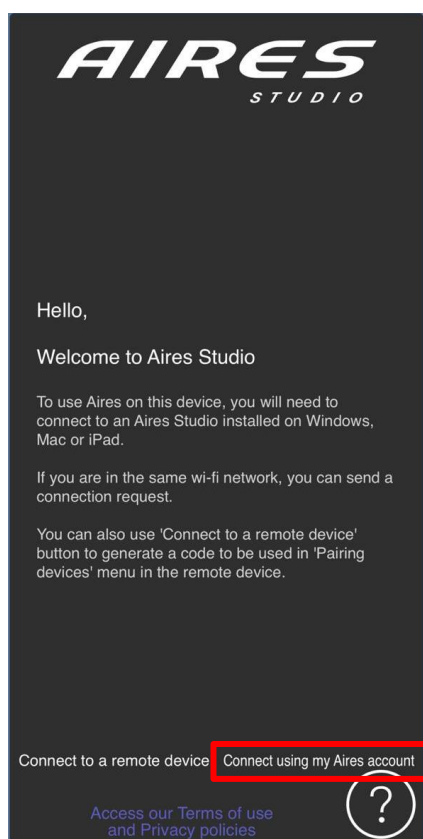 AIRES
STUDIO
Hello,
Welcome to Aires Studio
To use Aires on this device, you will need to
connect to an Aires Studio installed on Windows,
Mac or iPad.
If you are in the same wi-fi network, you can send a
connection request.
You can also use 'Connect to a remote device'
button to generate a code to be used in 'Pairing
devices' menu in the remote device.
Connect to a remote device Connect using my Aires account
?
Access our Terms of use
and Privacy policies